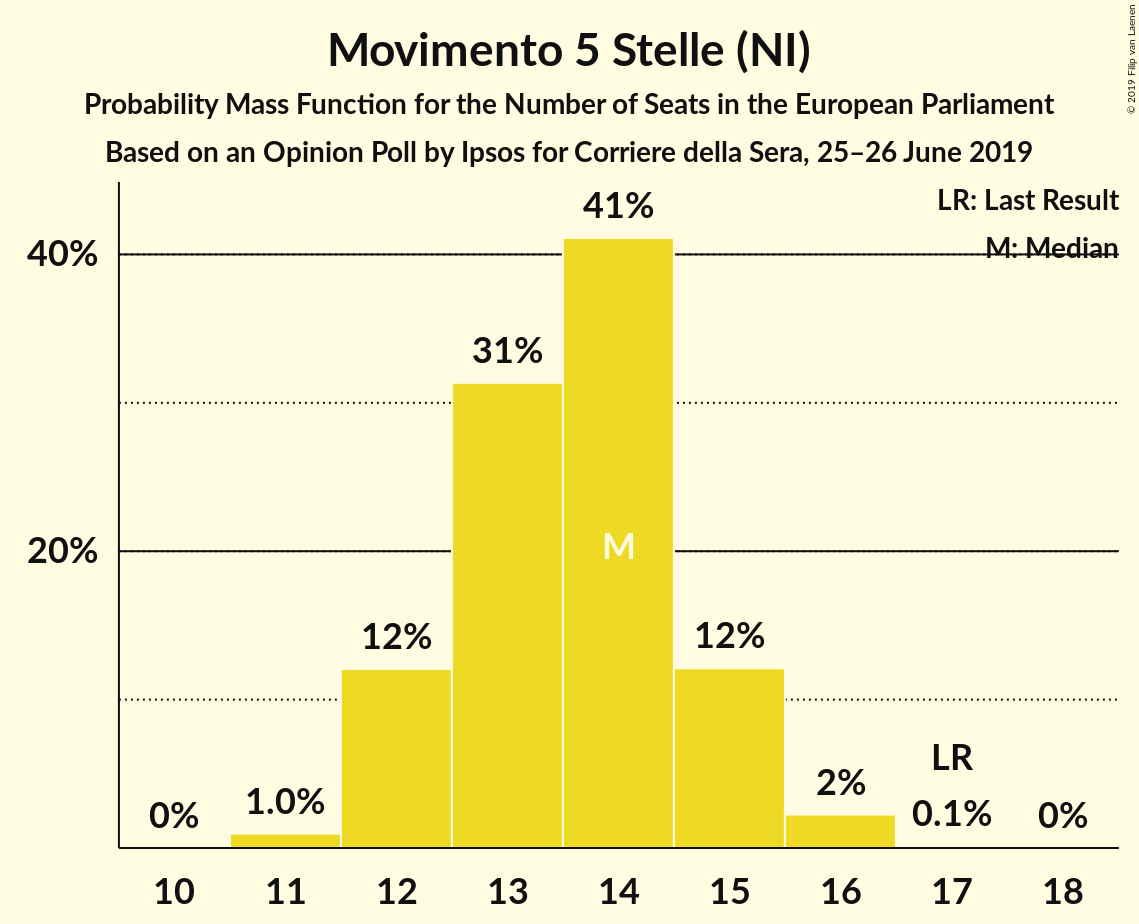 Movimento 5 Stelle (NI)
Probability Mass Function for the Number of Seats in the European Parliament
Based on an Opinion Poll by Ipsos for Corriere della Sera, 25–26 June 2019
© 2019 Filip van Laenen
LR: Last Result
M: Median
40%
20%
0%
1.0%
12%
31%
41%
M
12%
2%
LR
0.1%
0%
10 11 12 13 14 15 16 17 18